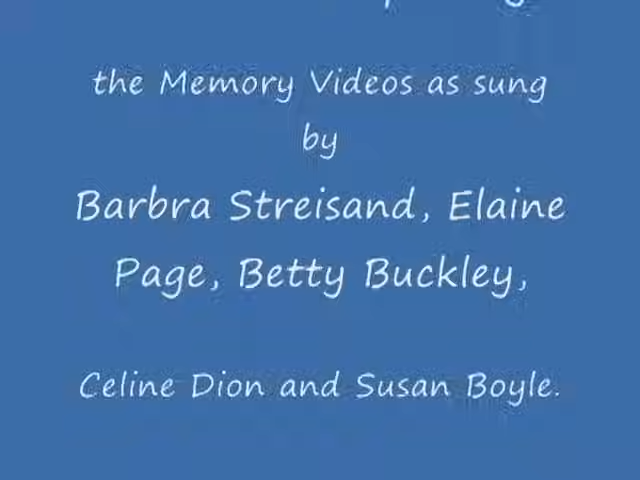 the Memory Videos as sung
by
Barbra Streisand, Elaine
Page, Betty Buckley,
Celine Dion and Susan Boyle.